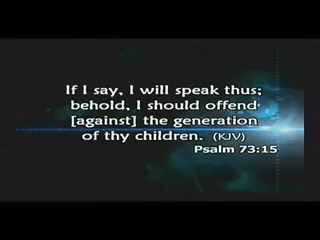 If I say, I will speak thus;
behold, I should offend
[against] the generation
of thy children. (KJV)
Psalm 73:15